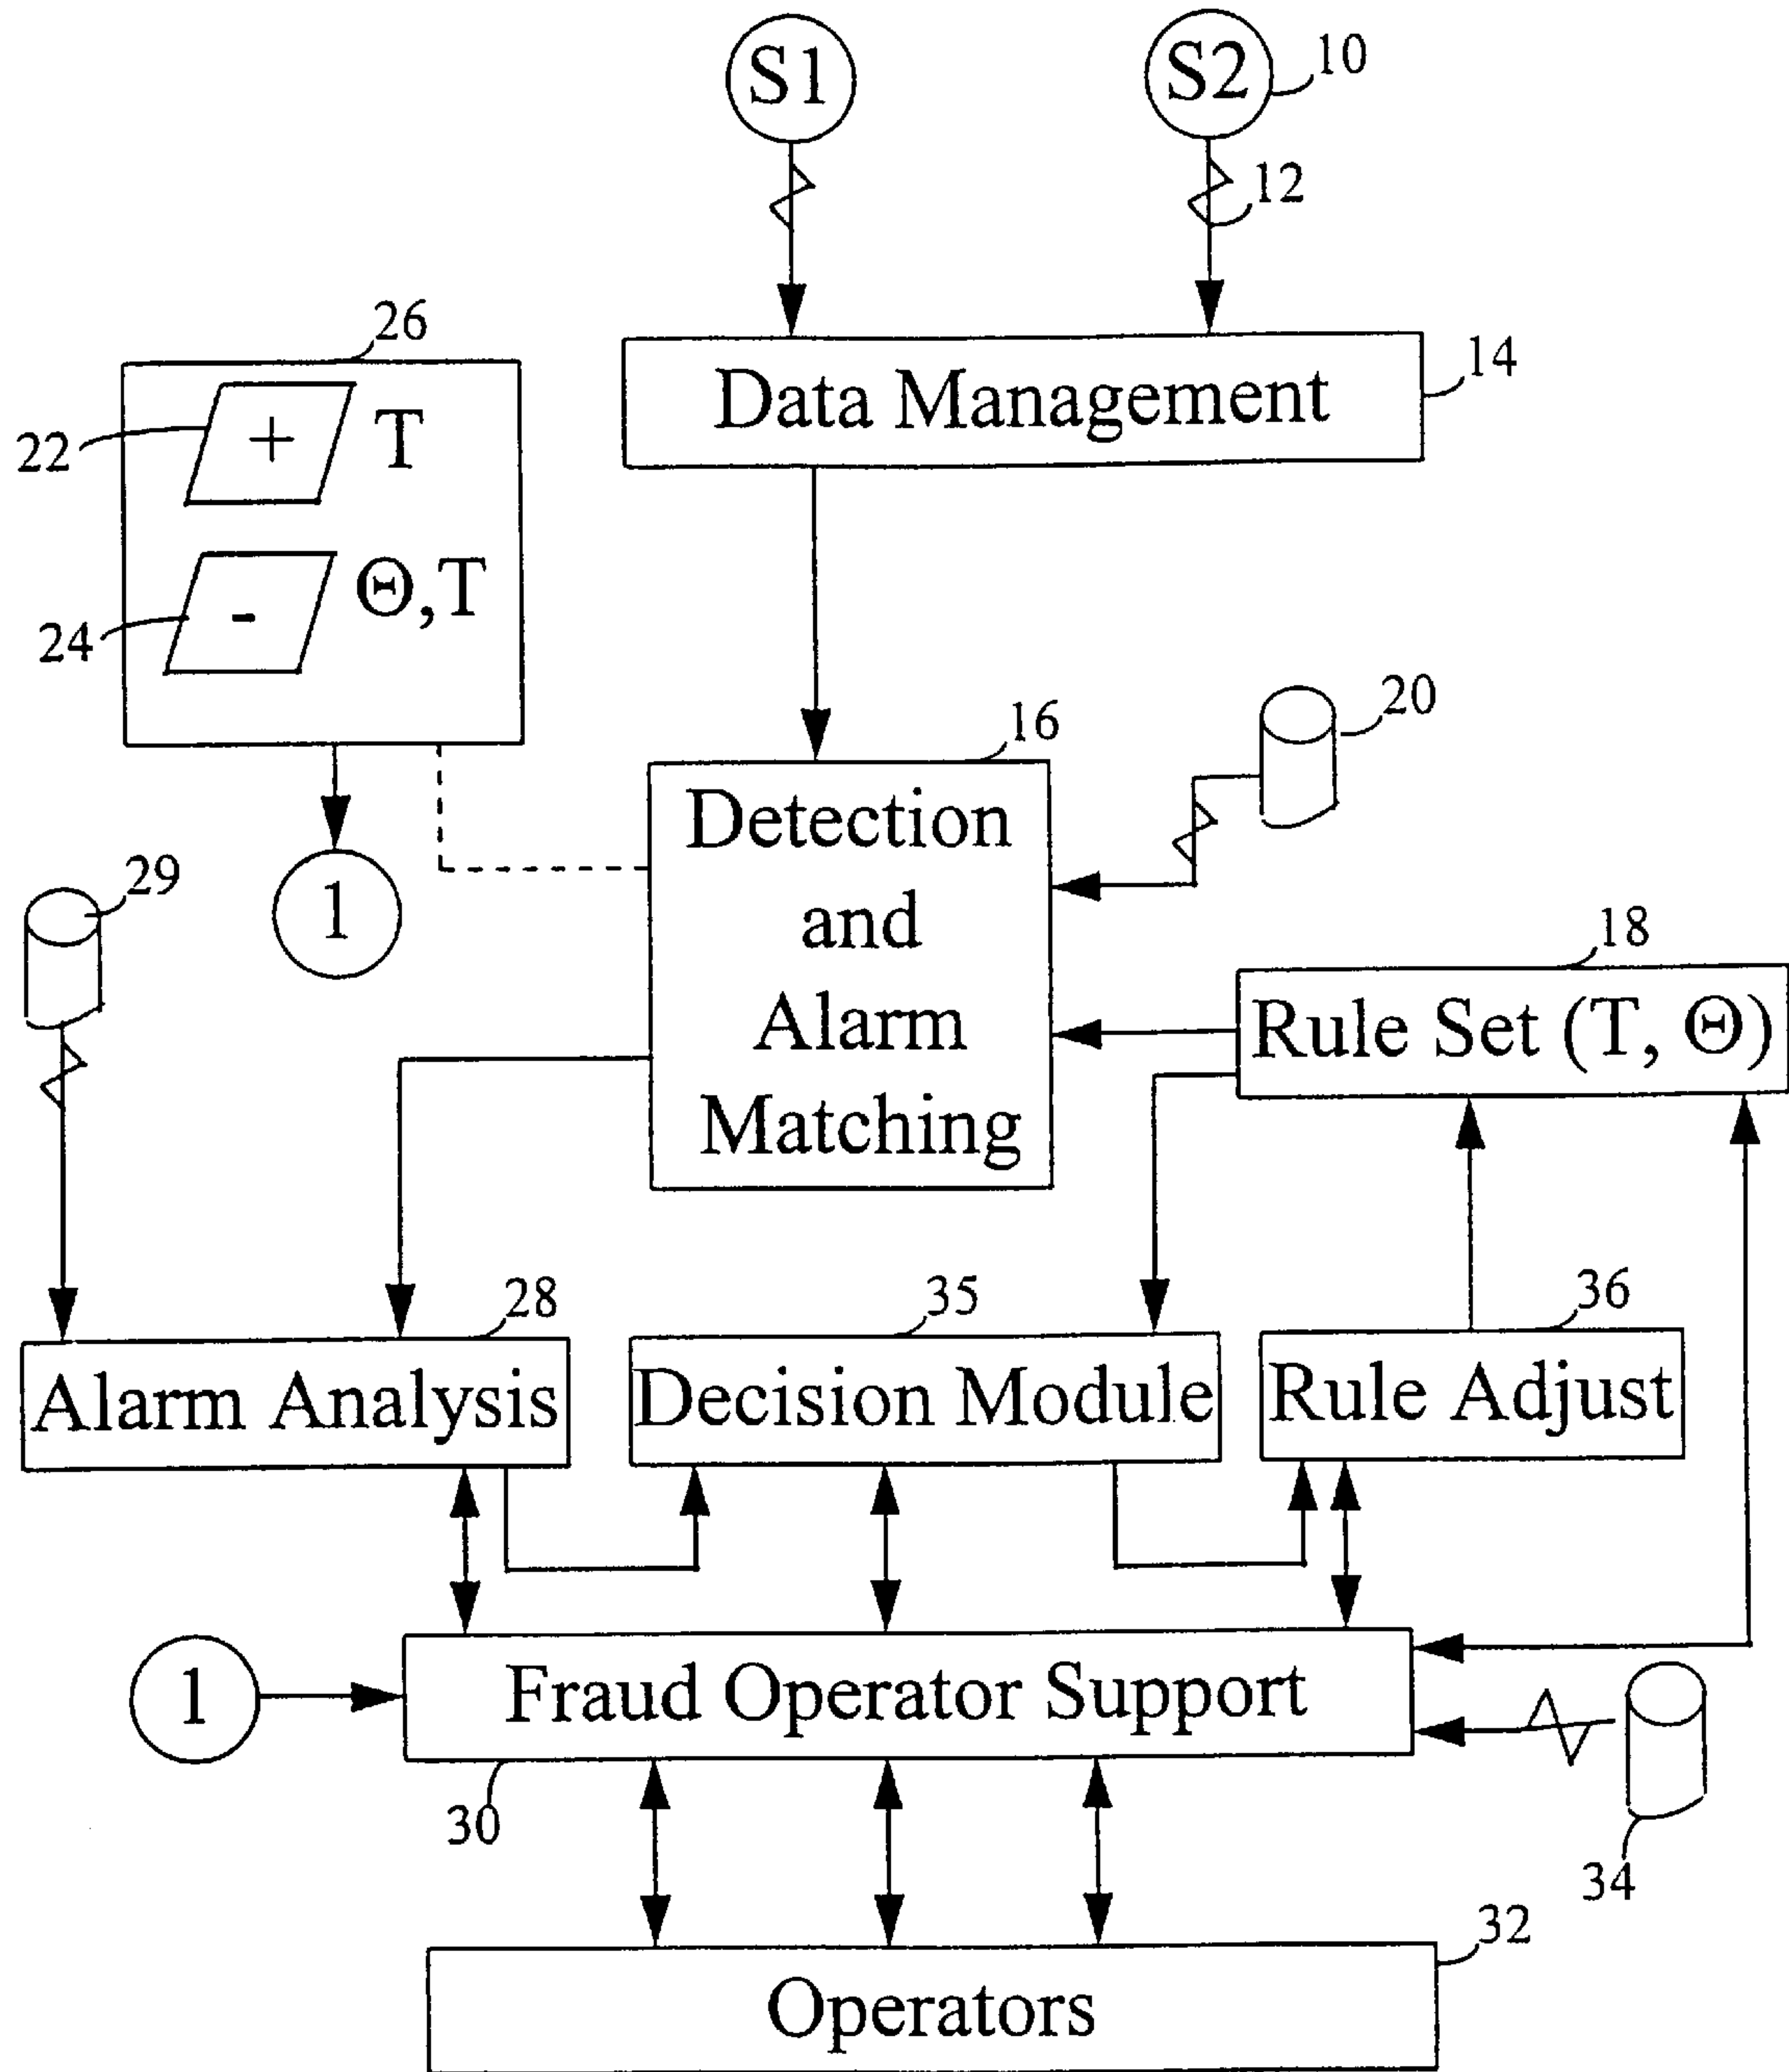 S1
S2
10
12
26
14
Data Management
22
+ T
24
- Θ,T
20
16
Detection
and
Alarm
Matching
29
1
18
Rule Set (T, Θ)
28
35
36
Alarm Analysis
Decision Module
Rule Adjust
1
Fraud Operator Support
30
34
32
Operators